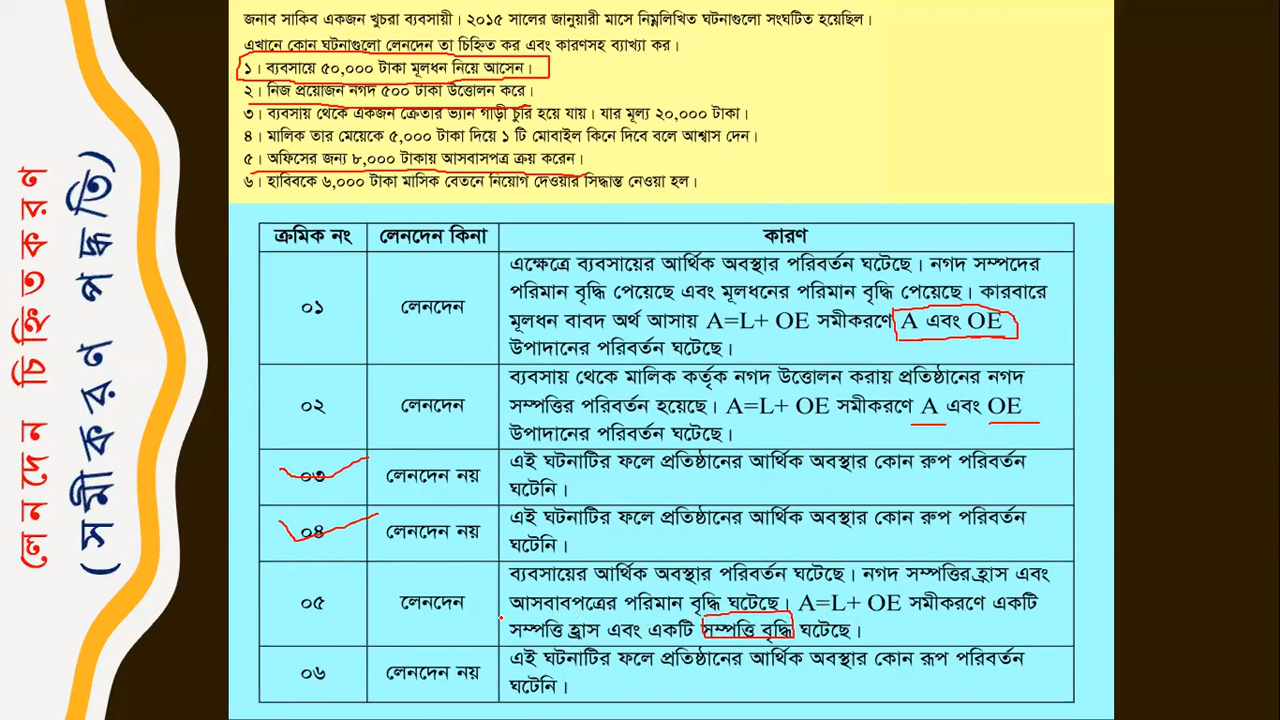 লেনদেন চিহ্নিতকরণ
(সমীকরণ পদ্ধতি)
জনাব সাকিব একজন খুচরা ব্যবসায়ী। ২০১৫ সালের জানুয়ারী মাসে নিম্নলিখিত ঘটনাগুলো সংঘটিত হয়েছিল।
এখানে কোন ঘটনাগুলো লেনদেন তা চিহ্নিত কর এবং কারণসহ ব্যাখ্যা কর।
১। ব্যবসায়ে ৫০,০০০ টাকা মূলধন নিয়ে আসেন।
২। নিজ প্রয়োজন নগদ ৫০০ টাকা উত্তোলন করে।
৩। ব্যবসায় থেকে একজন ক্রেতার ভ্যান গাড়ী চুরি হয়ে যায়। যার মূল্য ২০,০০০ টাকা।
৪। মালিক তার মেয়েকে ৫,০০০ টাকা দিয়ে ১ টি মোবাইল কিনে দিবে বলে আশ্বাস দেন।
৫। অফিসের জন্য ৮,০০০ টাকায় আসবাসপত্র ক্রয় করেন।
৬। হাবিবকে ৬,০০০ টাকা মাসিক বেতনে নিয়োগ দেওয়ার সিদ্ধান্ত নেওয়া হল।
ক্রমিক নং লেনদেন কিনা কারণ
০১ লেনদেন এক্ষেত্রে ব্যবসায়ের আর্থিক অবস্থার পরিবর্তন ঘটেছে। নগদ সম্পদের
পরিমান বৃদ্ধি পেয়েছে এবং মূলধনের পরিমান বৃদ্ধি পেয়েছে। কারবারে
মূলধন বাবদ অর্থ আসায় A=L+ OE সমীকরণে A এবং OE
উপাদানের পরিবর্তন ঘটেছে।
০২ লেনদেন ব্যবসায় থেকে মালিক কর্তৃক নগদ উত্তোলন করায় প্রতিষ্ঠানের নগদ
সম্পত্তির পরিবর্তন হয়েছে। A=L+ OE সমীকরণে A এবং OE
উপাদানের পরিবর্তন ঘটেছে।
০৩ লেনদেন নয় এই ঘটনাটির ফলে প্রতিষ্ঠানের আর্থিক অবস্থার কোন রুপ পরিবর্তন
ঘটেনি।
০৪ লেনদেন নয় এই ঘটনাটির ফলে প্রতিষ্ঠানের আর্থিক অবস্থার কোন রুপ পরিবর্তন
ঘটেনি।
০৫ লেনদেন ব্যবসায়ের আর্থিক অবস্থার পরিবর্তন ঘটেছে। নগদ সম্পত্তির হ্রাস এবং
আসবাবপত্রের পরিমান বৃদ্ধি ঘটেছে। A=L+ OE সমীকরণে একটি
সম্পত্তি হ্রাস এবং একটি সম্পত্তি বৃদ্ধি ঘটেছে।
০৬ লেনদেন নয় এই ঘটনাটির ফলে প্রতিষ্ঠানের আর্থিক অবস্থার কোন রূপ পরিবর্তন
ঘটেনি।